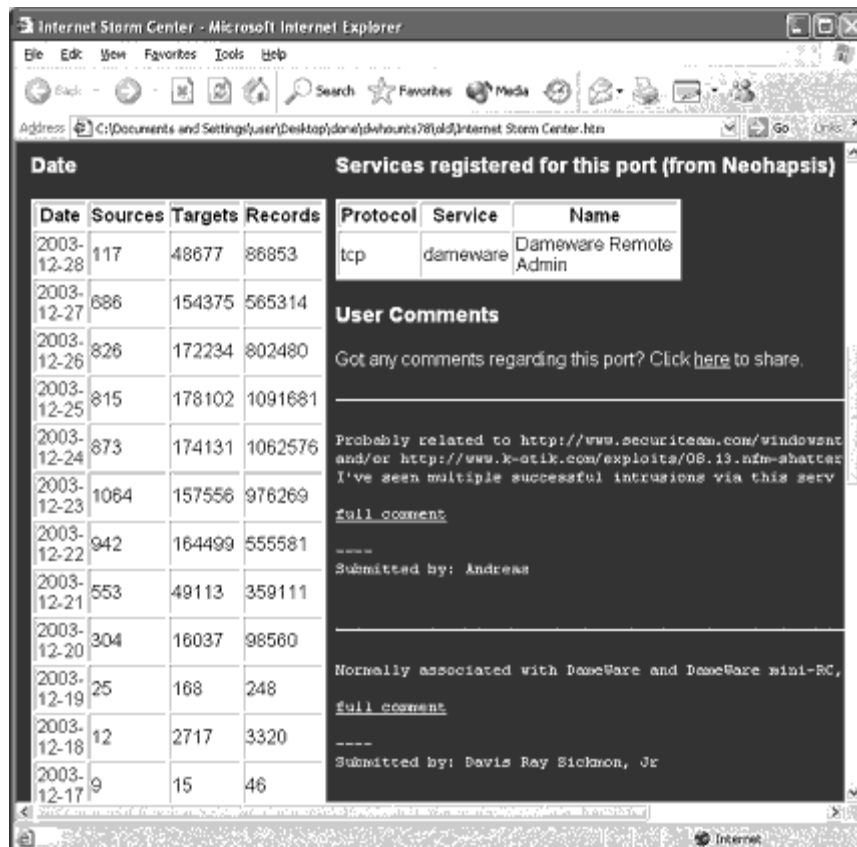 Internet Storm Center - Microsoft Internet Explorer
File Edit View Favorites Tools Help
Back Search Favorites Media
Address C:\Documents and Settings\user\Desktop\done\dwhounts78\old\Internet Storm Center.htm Go Links
Date
Date Sources Targets Records
2003-12-28 117 48677 86853
2003-12-27 686 154375 565314
2003-12-26 826 172234 802480
2003-12-25 815 178102 1091681
2003-12-24 873 174131 1062576
2003-12-23 1064 157556 976269
2003-12-22 942 164499 555581
2003-12-21 553 49113 359111
2003-12-20 304 16037 98560
2003-12-19 25 168 248
2003-12-18 12 2717 3320
2003-12-17 9 15 46
Services registered for this port (from Neohapsis)
Protocol Service Name
tcp dameware Dameware Remote Admin
User Comments
Got any comments regarding this port? Click here to share.
Probably related to http://www.securiteam.com/windowsnt
and/or http://www.k-otik.com/exploits/08.13.nfm-shatter
I've seen multiple successful intrusions via this serv
full comment
----
Submitted by: Andreas
Normally associated with DameWare and DameWare mini-RC,
full comment
----
Submitted by: Davis Ray Sickmon, Jr
Internet